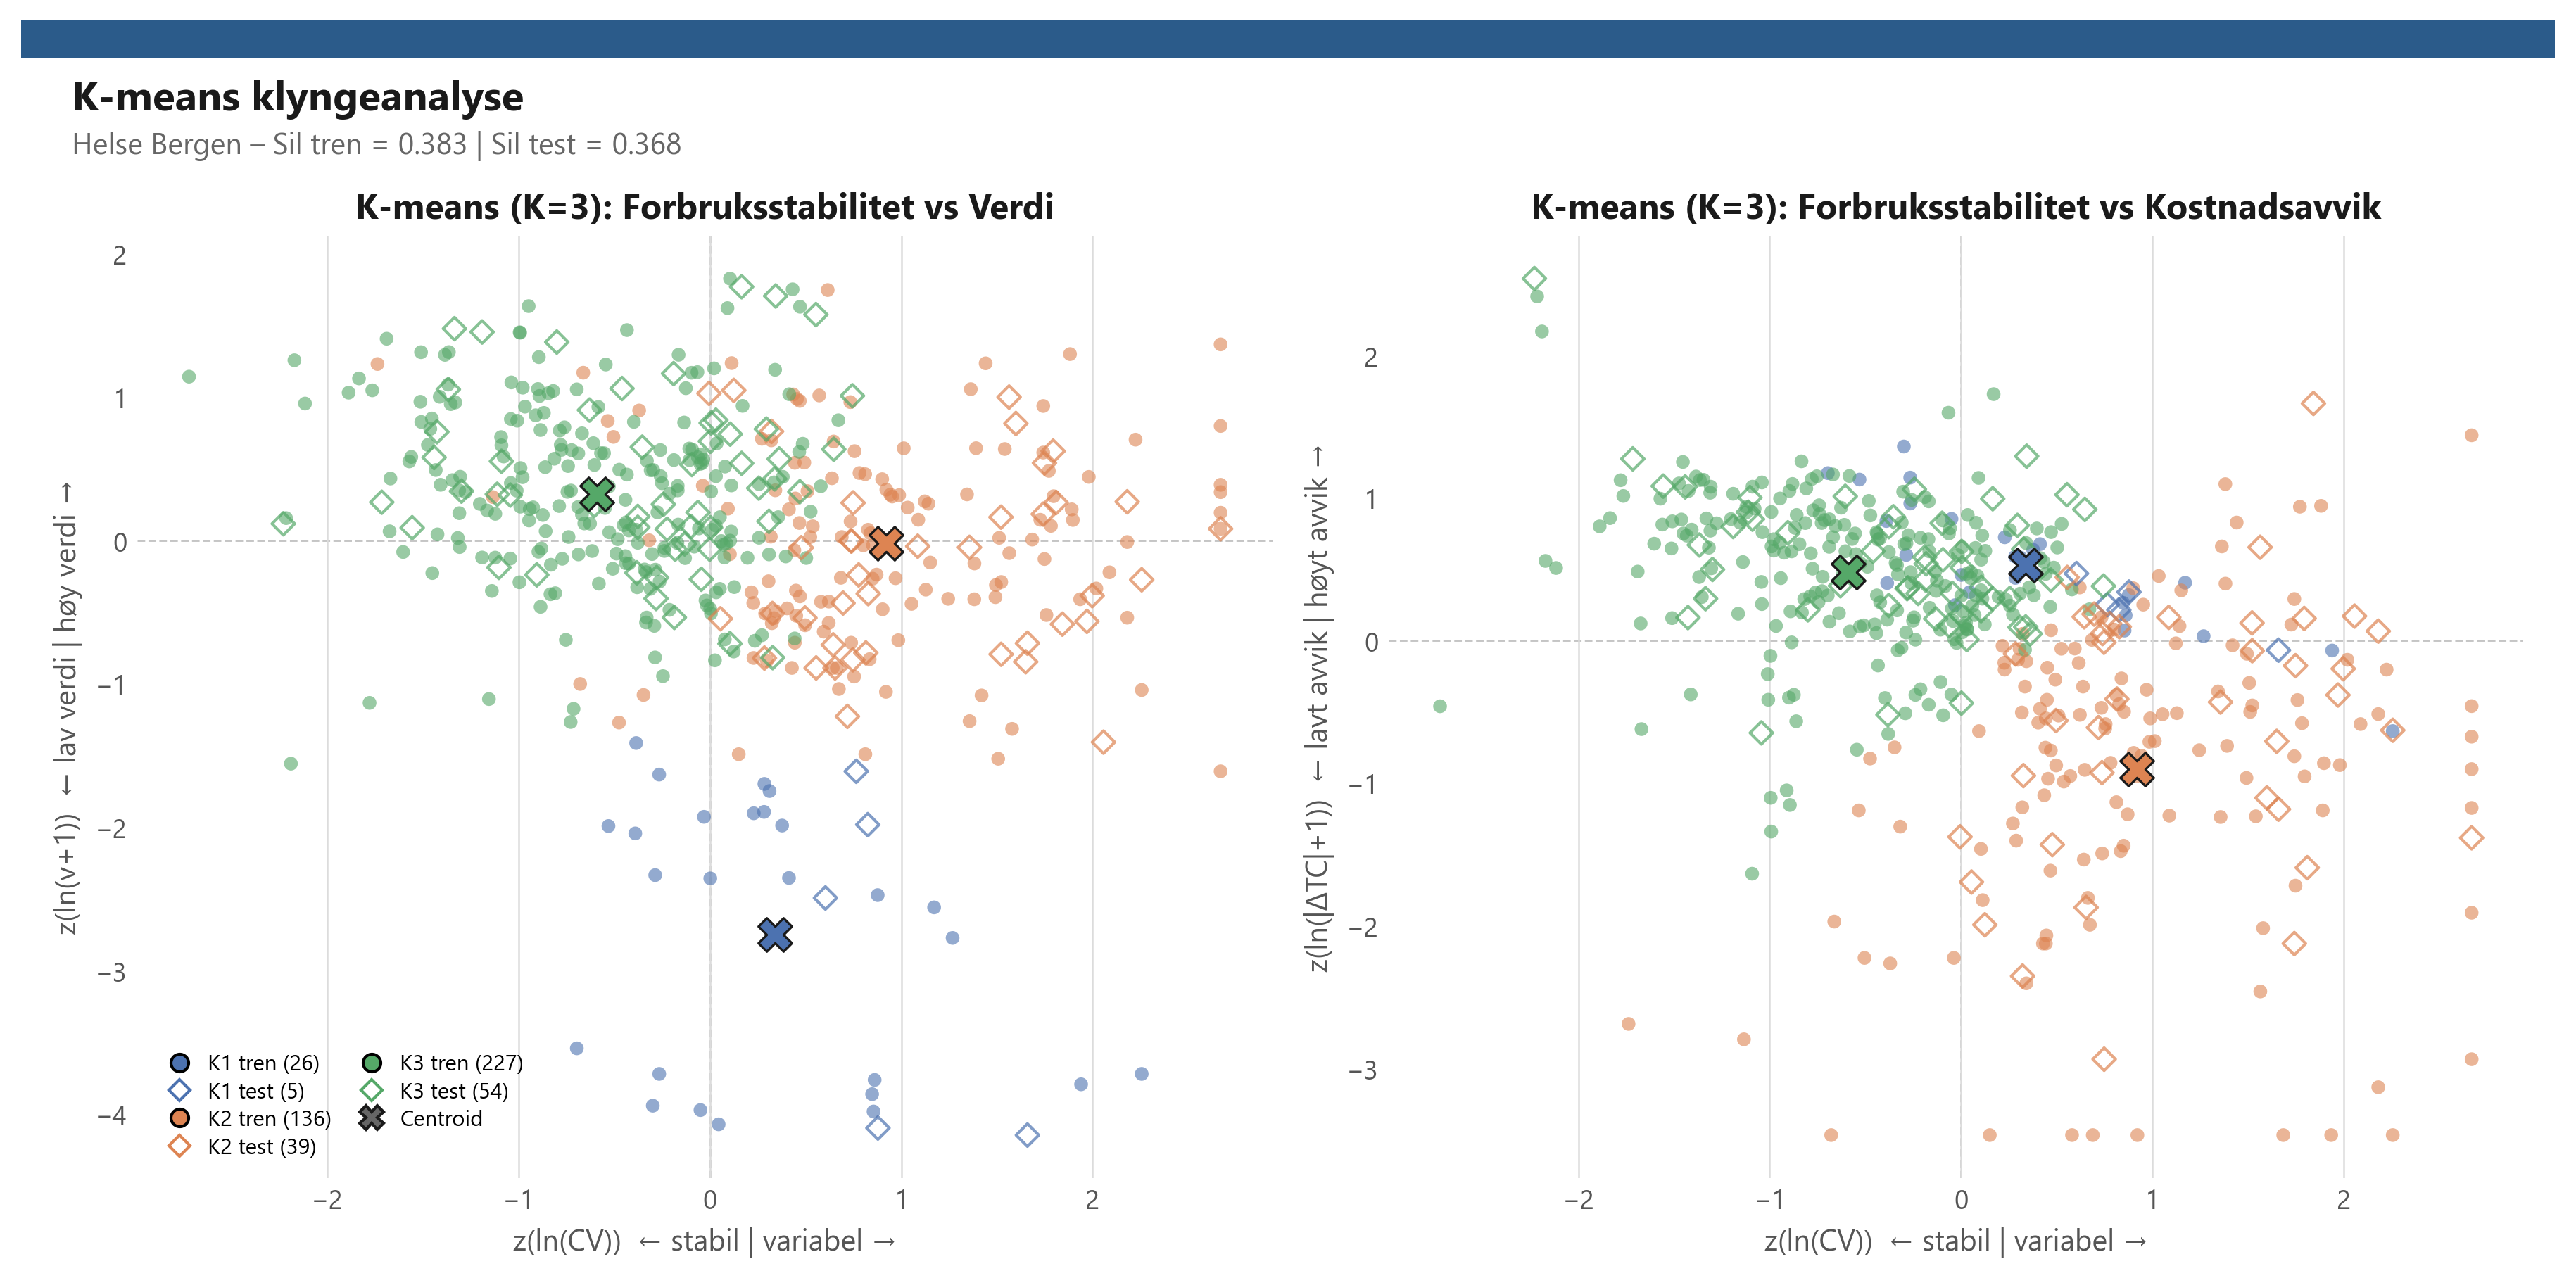 K-means klyngeanalyse
Helse Bergen – Sil tren = 0.383 | Sil test = 0.368
K-means (K=3): Forbruksstabilitet vs Verdi
z(ln(v+1)) ← lav verdi | høy verdi →
2
1
0
−1
−2
−3
−4
K1 tren (26)
K1 test (5)
K2 tren (136)
K2 test (39)
K3 tren (227)
K3 test (54)
Centroid
−2 −1 0 1 2
z(ln(CV)) ← stabil | variabel →
K-means (K=3): Forbruksstabilitet vs Kostnadsavvik
z(ln(|ΔTC|+1)) ← lavt avvik | høyt avvik →
2
1
0
−1
−2
−3
−2 −1 0 1 2
z(ln(CV)) ← stabil | variabel →